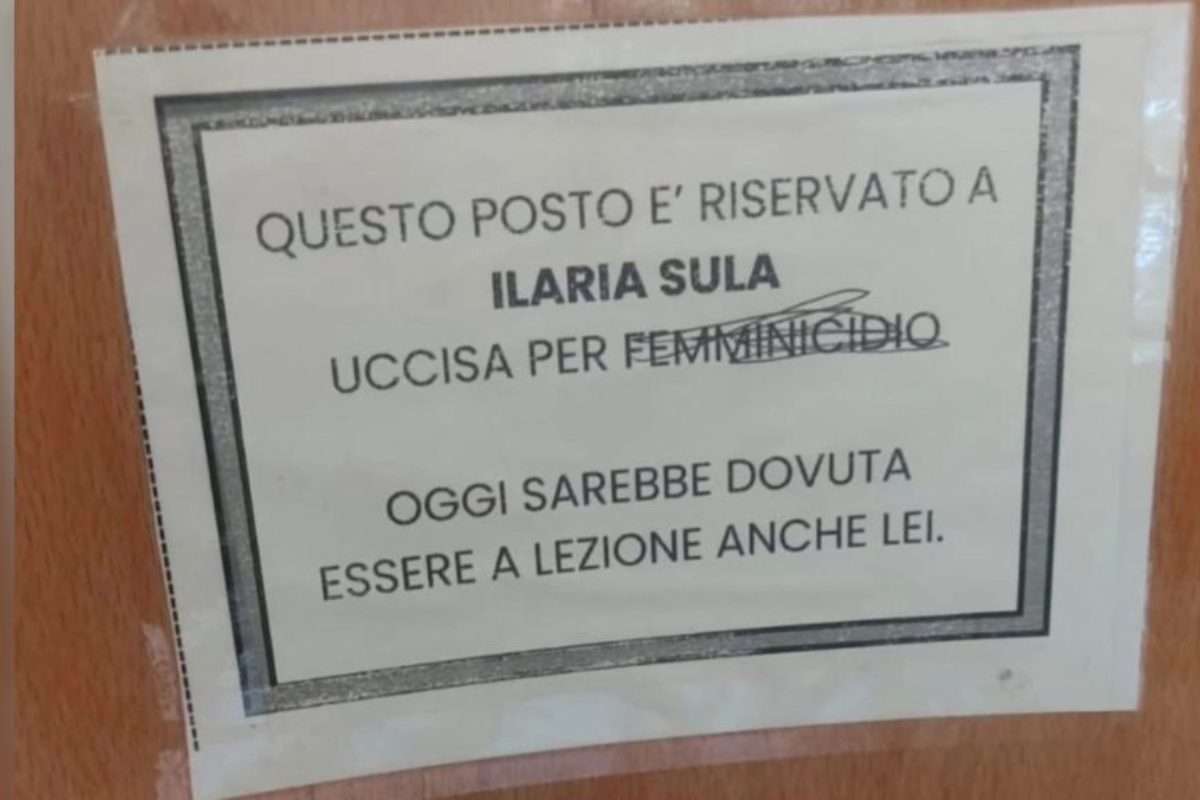 QUESTO POSTO E' RISERVATO A
ILARIA SULA
UCCISA PER FEMMINICIDIO
OGGI SAREBBE DOVUTA
ESSERE A LEZIONE ANCHE LEI.